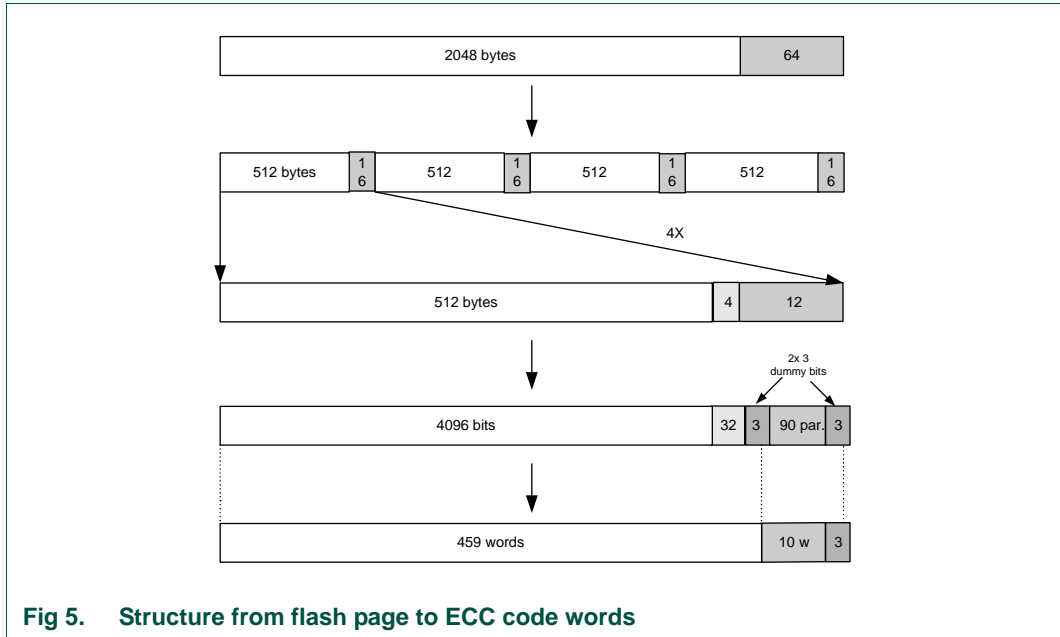 2048 bytes 64
512 bytes 1 6 512 1 6 512 1 6 512 1 6
4X
512 bytes 4 12
2x 3
dummy bits
4096 bits 32 3 90 par. 3
459 words 10 w 3
Fig 5. Structure from flash page to ECC code words